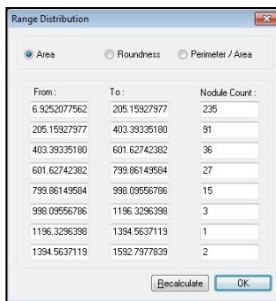 Range Distribution
Area Roundness Perimeter / Area
From : To : Nodule Count :
6.9252077562 205.15927977 235
205.15927977 403.39335180 91
403.39335180 601.62742382 36
601.62742382 799.86149584 27
799.86149584 998.09556786 15
998.09556786 1196.3296398 3
1196.3296398 1394.5637119 1
1394.5637119 1592.7977839 2
Recalculate OK